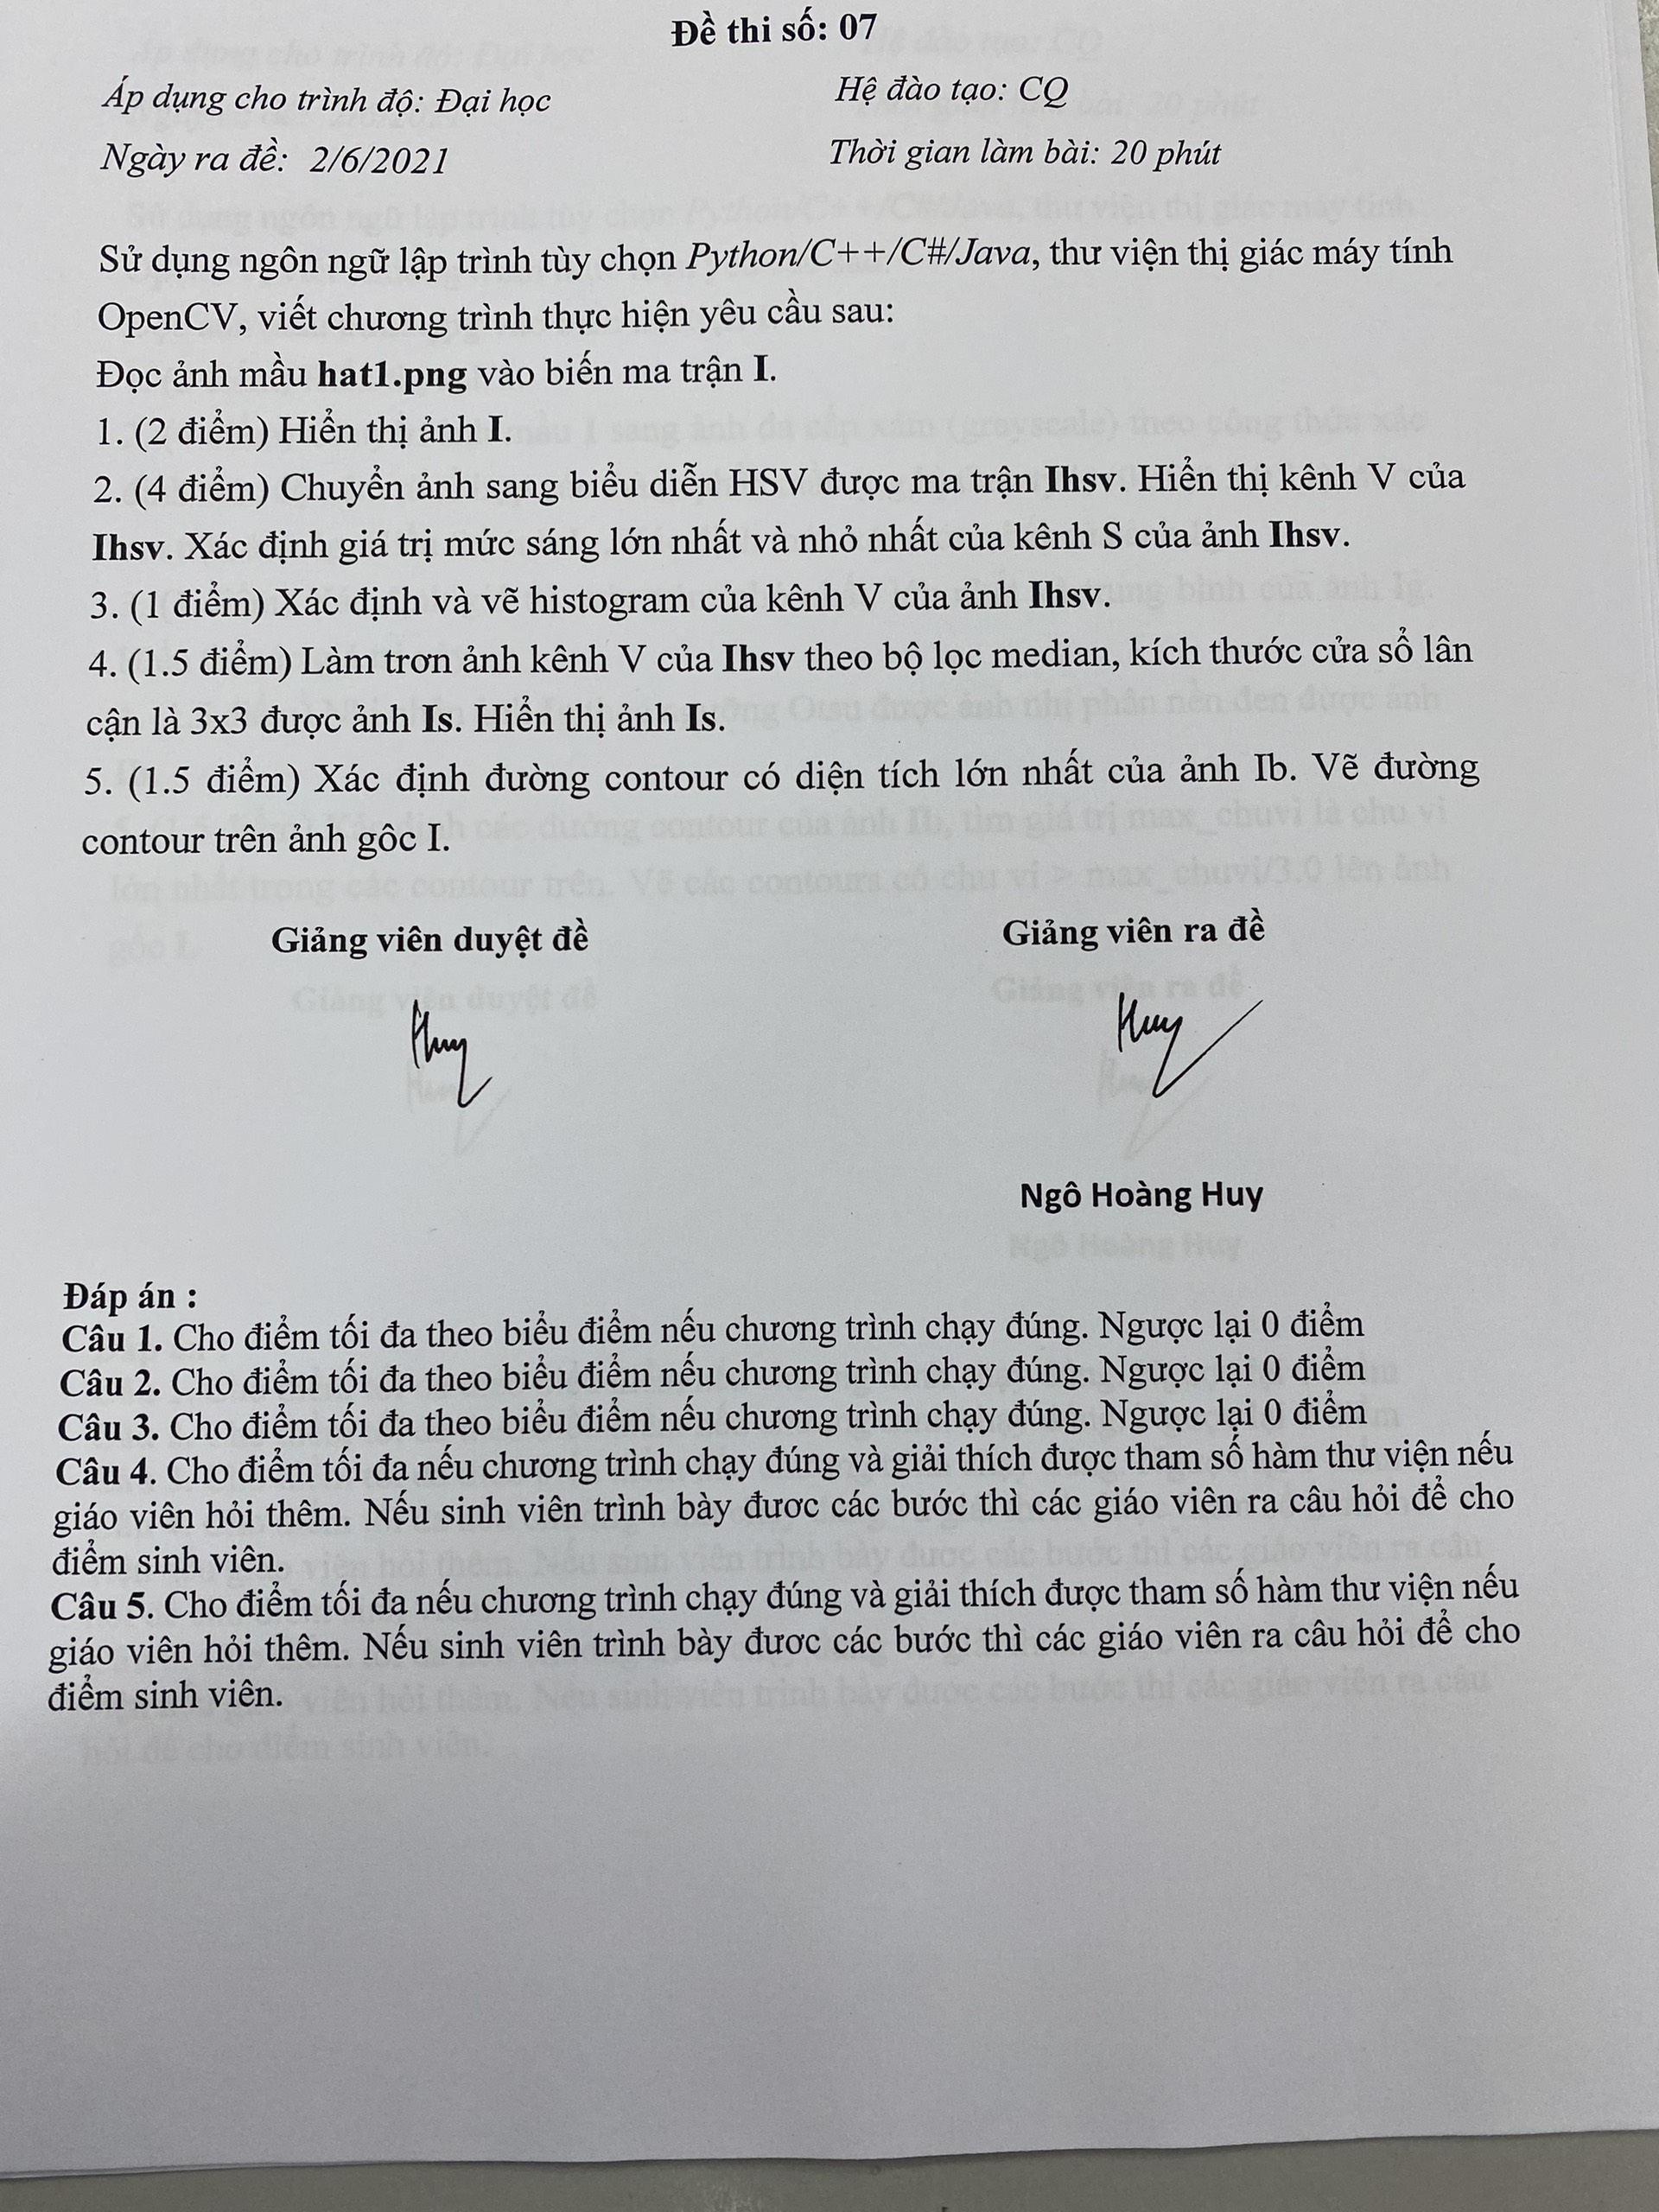 Đề thi số: 07
Áp dụng cho trình độ: Đại học Hệ đào tạo: CQ
Ngày ra đề: 2/6/2021 Thời gian làm bài: 20 phút
Sử dụng ngôn ngữ lập trình tùy chọn Python/C++/C#/Java, thư viện thị giác máy tính
OpenCV, viết chương trình thực hiện yêu cầu sau:
Đọc ảnh mầu hat1.png vào biến ma trận I.
1. (2 điểm) Hiển thị ảnh I.
2. (4 điểm) Chuyển ảnh sang biểu diễn HSV được ma trận Ihsv. Hiển thị kênh V của
Ihsv. Xác định giá trị mức sáng lớn nhất và nhỏ nhất của kênh S của ảnh Ihsv.
3. (1 điểm) Xác định và vẽ histogram của kênh V của ảnh Ihsv.
4. (1.5 điểm) Làm trơn ảnh kênh V của Ihsv theo bộ lọc median, kích thước cửa sổ lân
cận là 3x3 được ảnh Is. Hiển thị ảnh Is.
5. (1.5 điểm) Xác định đường contour có diện tích lớn nhất của ảnh Ib. Vẽ đường
contour trên ảnh gôc I.
Giảng viên duyệt đề Giảng viên ra đề
Huy Huy
Ngô Hoàng Huy
Đáp án :
Câu 1. Cho điểm tối đa theo biểu điểm nếu chương trình chạy đúng. Ngược lại 0 điểm
Câu 2. Cho điểm tối đa theo biểu điểm nếu chương trình chạy đúng. Ngược lại 0 điểm
Câu 3. Cho điểm tối đa theo biểu điểm nếu chương trình chạy đúng. Ngược lại 0 điểm
Câu 4. Cho điểm tối đa nếu chương trình chạy đúng và giải thích được tham số hàm thư viện nếu
giáo viên hỏi thêm. Nếu sinh viên trình bày đươc các bước thì các giáo viên ra câu hỏi để cho
điểm sinh viên.
Câu 5. Cho điểm tối đa nếu chương trình chạy đúng và giải thích được tham số hàm thư viện nếu
giáo viên hỏi thêm. Nếu sinh viên trình bày đươc các bước thì các giáo viên ra câu hỏi để cho
điểm sinh viên.